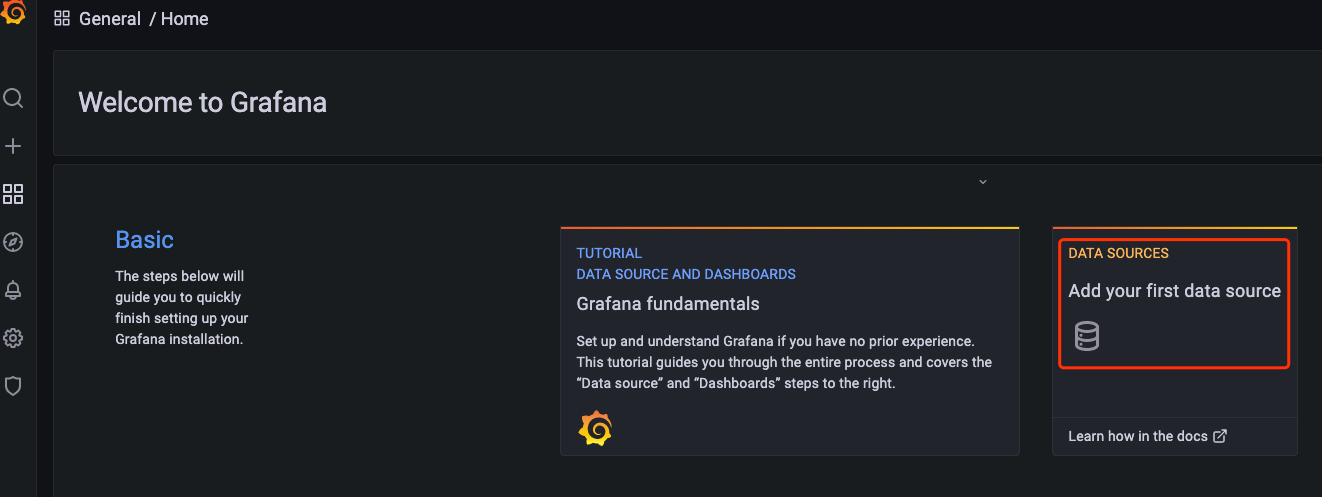 General / Home
Welcome to Grafana
Basic
The steps below will
guide you to quickly
finish setting up your
Grafana installation.
TUTORIAL
DATA SOURCE AND DASHBOARDS
Grafana fundamentals
Set up and understand Grafana if you have no prior experience.
This tutorial guides you through the entire process and covers the
“Data source” and “Dashboards” steps to the right.
DATA SOURCES
Add your first data source
Learn how in the docs